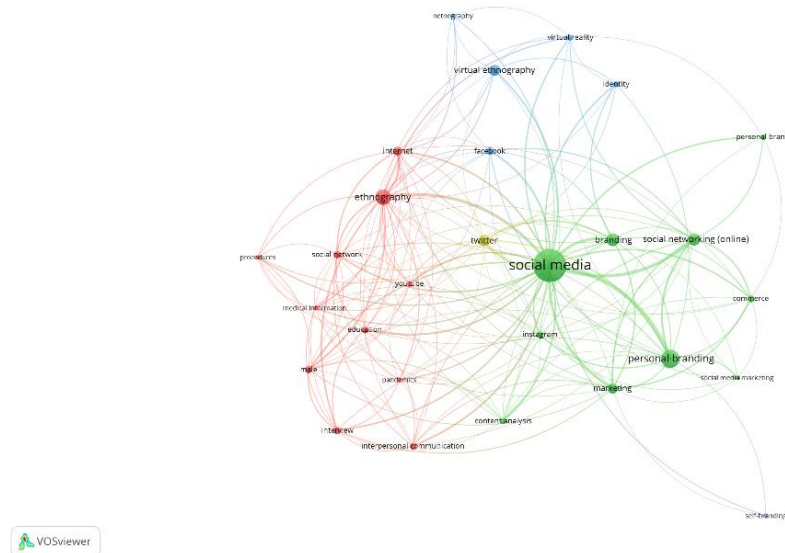 netnography
virtual reality
virtual ethnography
identity
personal bran
internet
facebook
ethnography
twitter
branding
social networking (online)
procedures
social network
social media
youtube
commerce
medical information
education
instagram
personal branding
male
pandemics
social media marketing
marketing
content analysis
interview
interpersonal communication
self-branding
VOSviewer